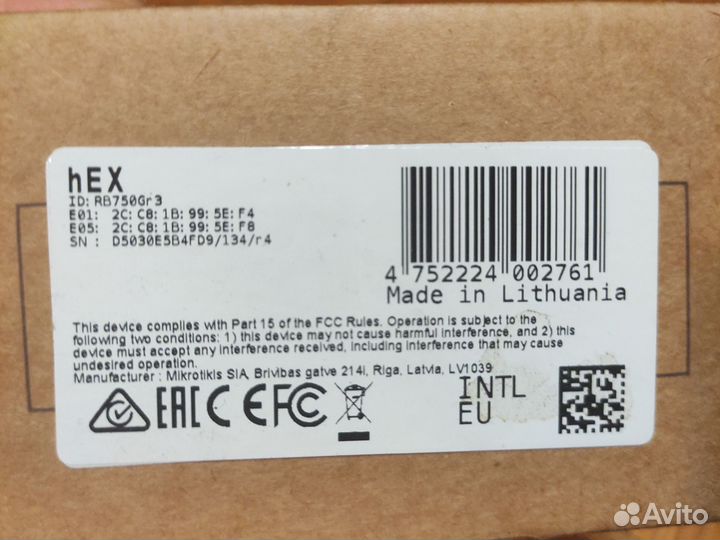 hEX
ID: RB750Gr3
E01: 2C: C8: 1B: 99: 5E: F4
E05: 2C: C8: 1B: 99: 5E: F8
SN : D5030E5B4FD9/134/r4
4 752224 002761
Made in Lithuania
This device complies with Part 15 of the FCC Rules. Operation is subject to the
following two conditions: 1) this device may not cause harmful interference, and 2) this
device must accept any interference received, including interference that may cause
undesired operation.
Manufacturer : Mikrotikls SIA, Brivibas gatve 214i, Riga, Latvia, LV1039
EAC CE FC
INTL
EU
Avito